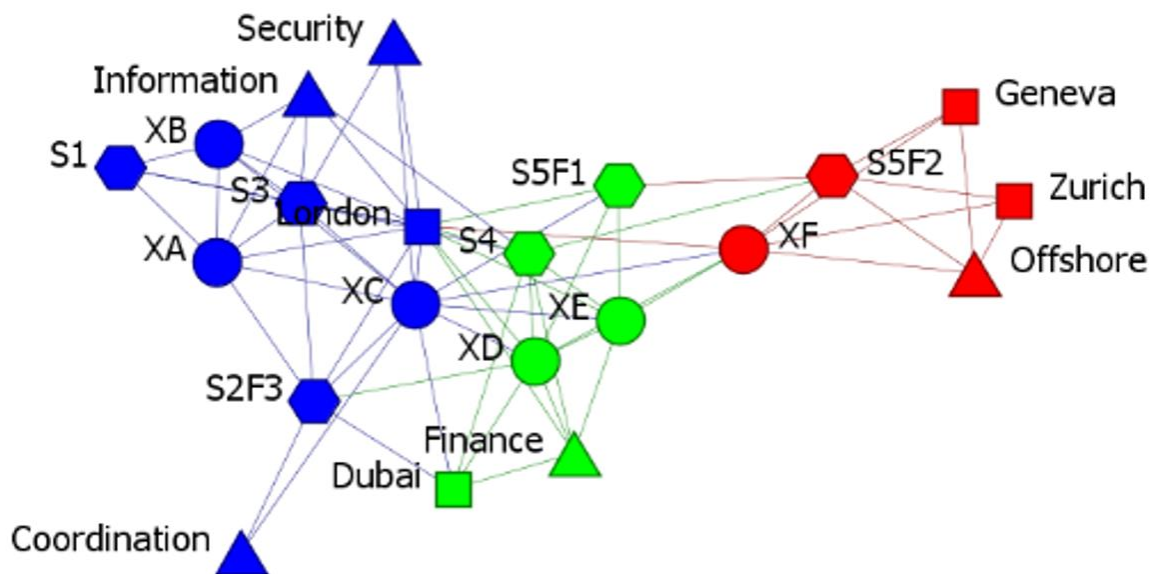 Security
Information
Geneva
XB
S1
S5F1
S5F2
S3
Zurich
London
S4
XF
XA
Offshore
XC
XE
XD
S2F3
Finance
Dubai
Coordination